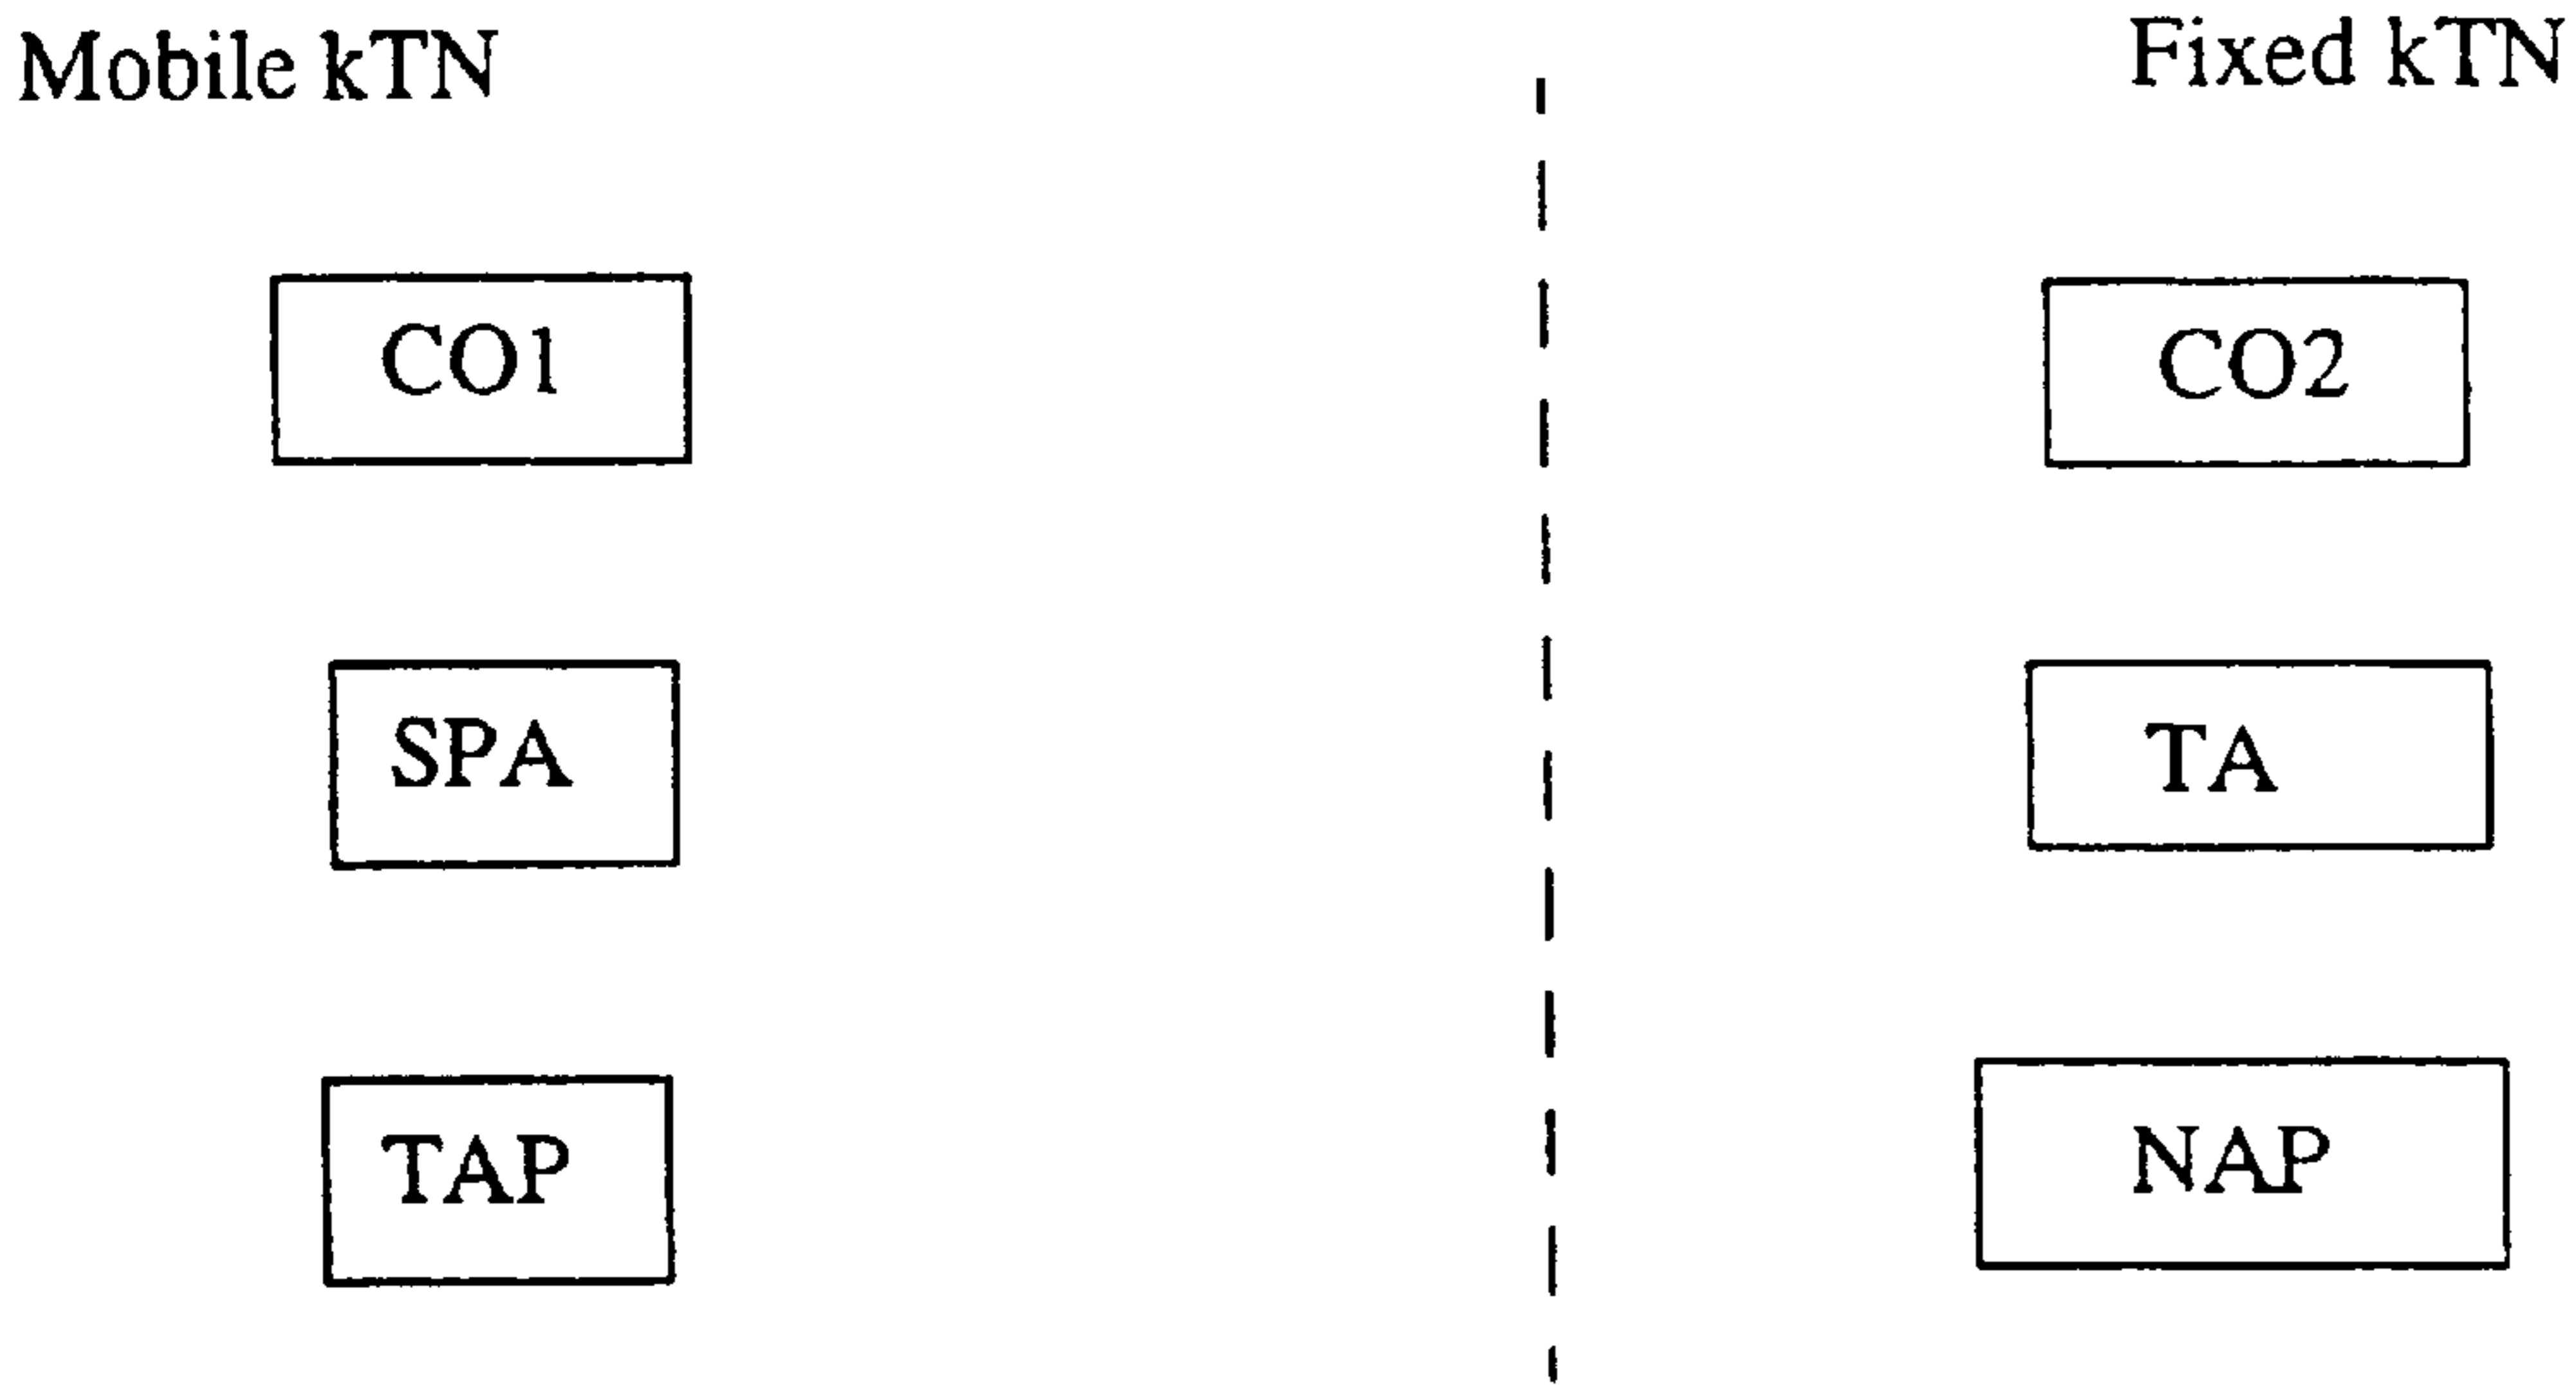 Mobile kTN
Fixed kTN
CO1
CO2
SPA
TA
TAP
NAP